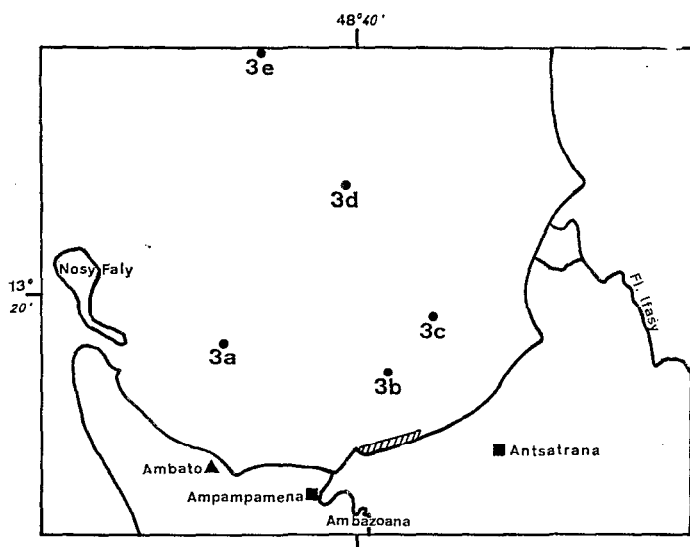 48° 40'
3e
3d
Nosy Faly
13°
20'
Fl. Ifasy
3c
3a
3b
Antsatrana
Ambato
Ampampamena
Ambazoana